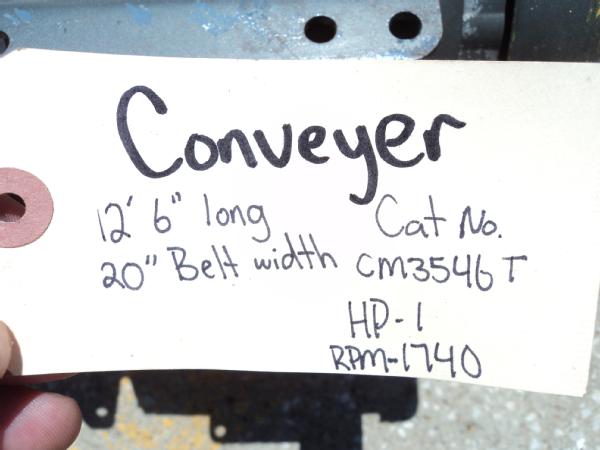 Conveyer
12' 6" long
20" Belt width
Cat No.
CM3546T
HP-1
RPM-1740